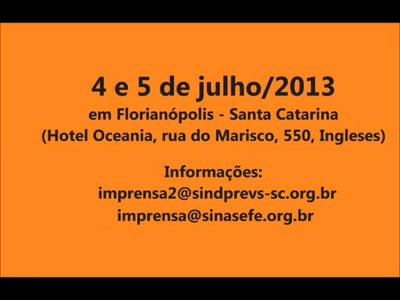 4 e 5 de julho/2013
em Florianópolis - Santa Catarina
(Hotel Oceania, rua do Marisco, 550, Ingleses)
Informações:
imprensa2@sindprevs-sc.org.br
imprensa@sinasefe.org.br